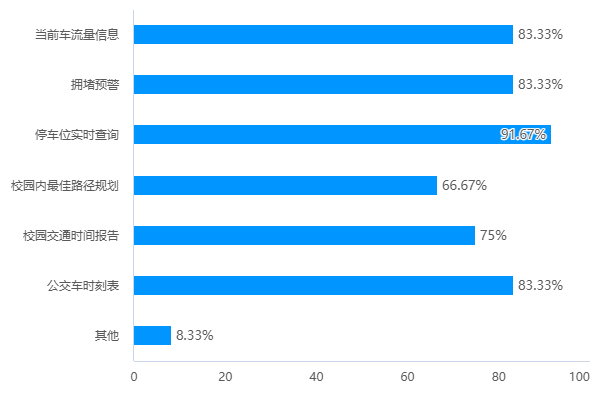 当前车流量信息 83.33%
拥堵预警 83.33%
停车位实时查询 91.67%
校园内最佳路径规划 66.67%
校园交通时间报告 75%
公交车时刻表 83.33%
其他 8.33%
0 20 40 60 80 100